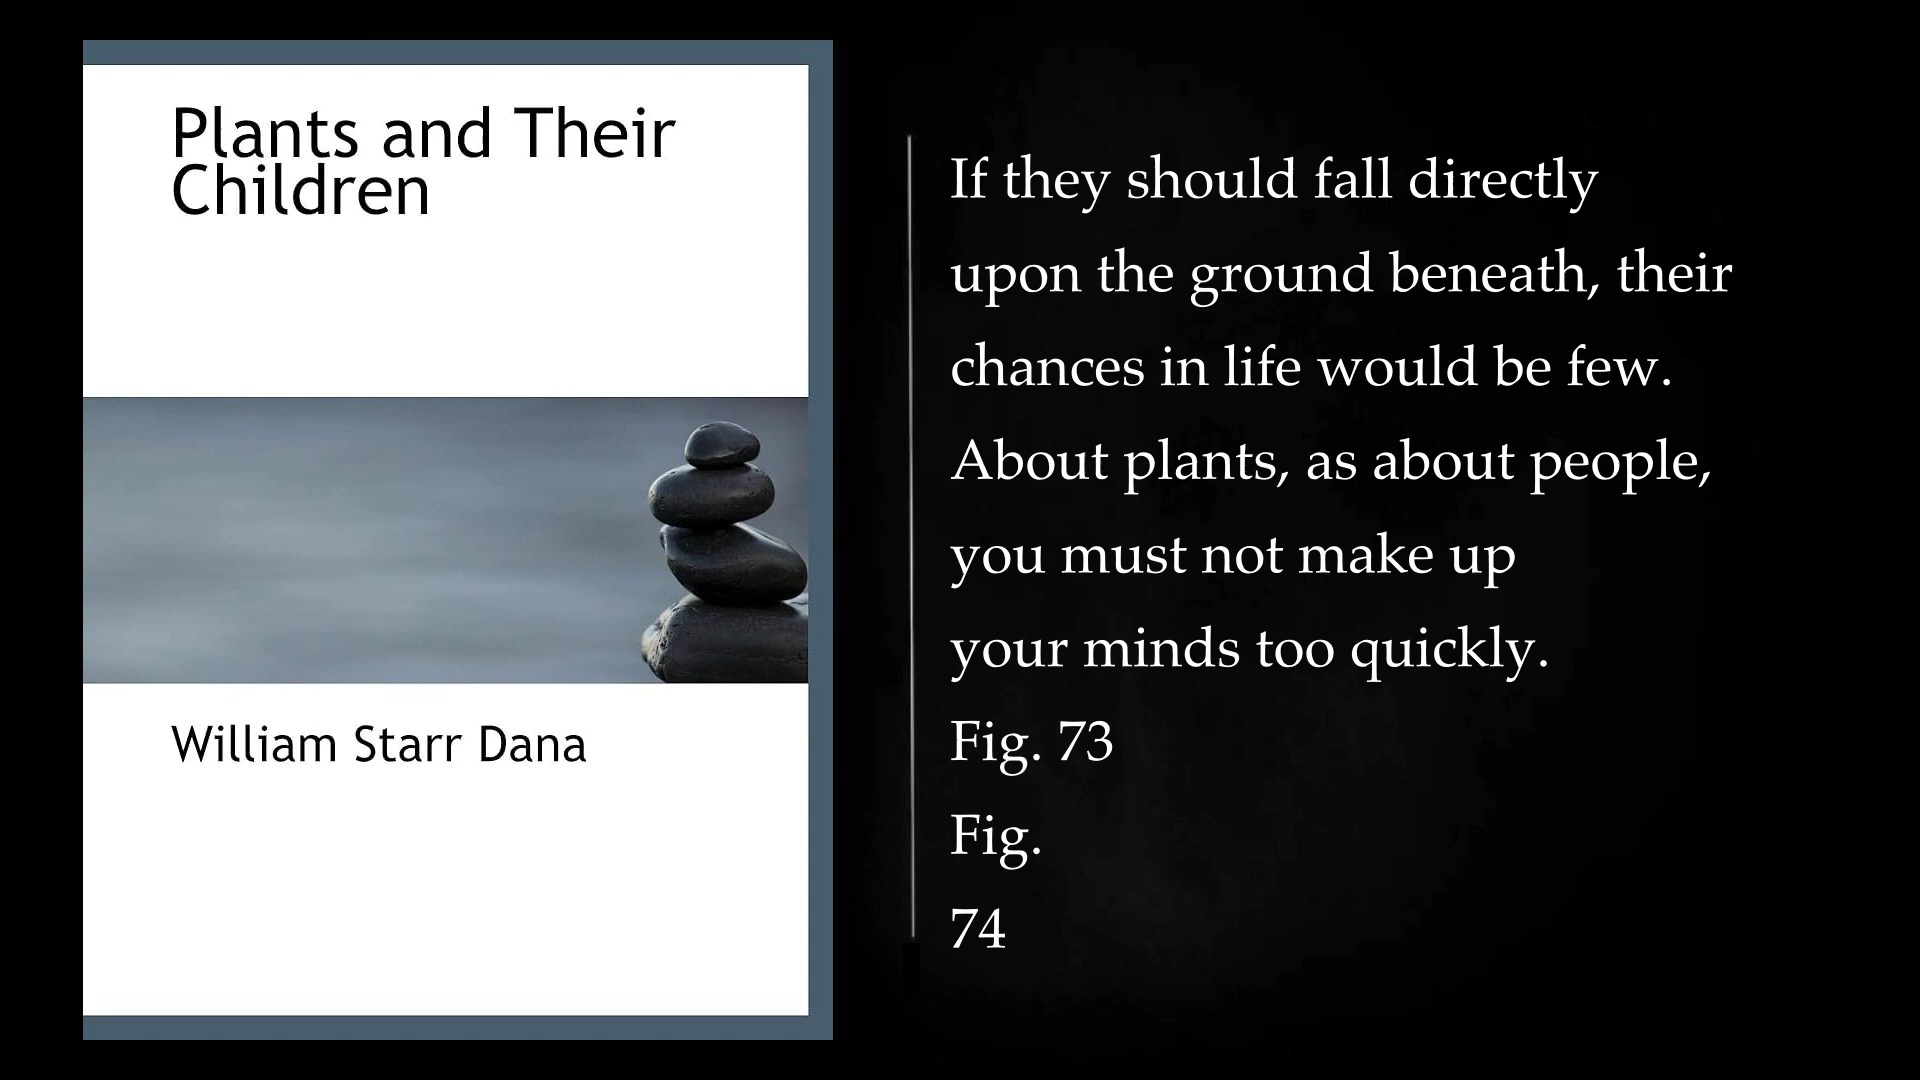 Plants and Their
Children
William Starr Dana
If they should fall directly
upon the ground beneath, their
chances in life would be few.
About plants, as about people,
you must not make up
your minds too quickly.
Fig. 73
Fig.
74